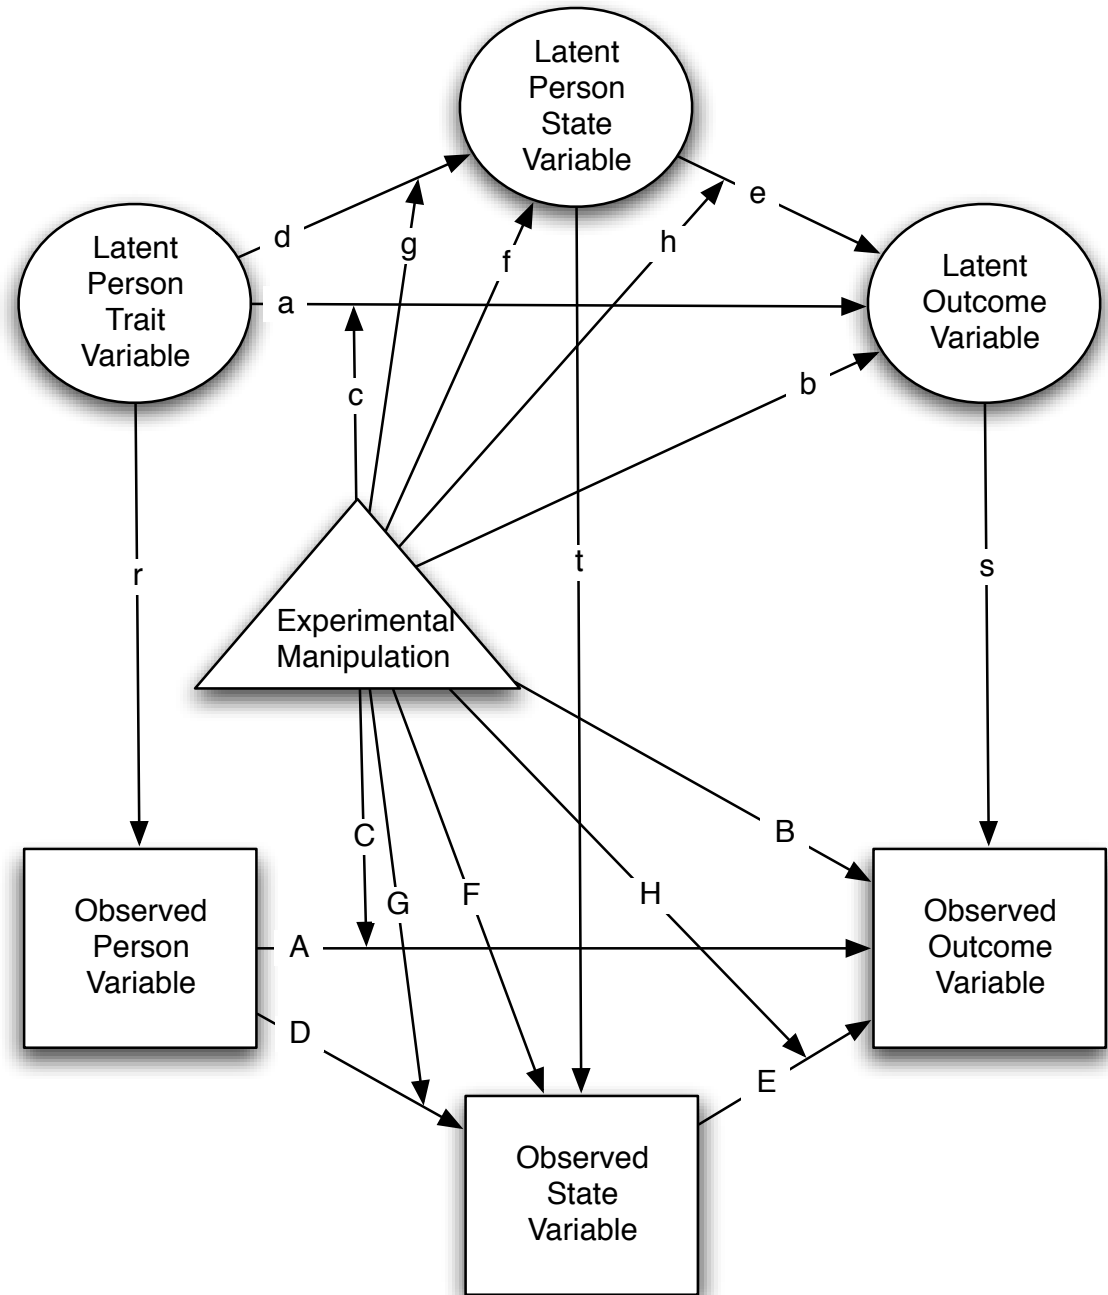 Latent
Person
State
Variable
d
g
f
h
e
Latent
Person
Trait
Variable
a
Latent
Outcome
Variable
c
b
r
t
s
Experimental
Manipulation
C
G
F
H
B
Observed
Person
Variable
A
Observed
Outcome
Variable
D
E
Observed
State
Variable